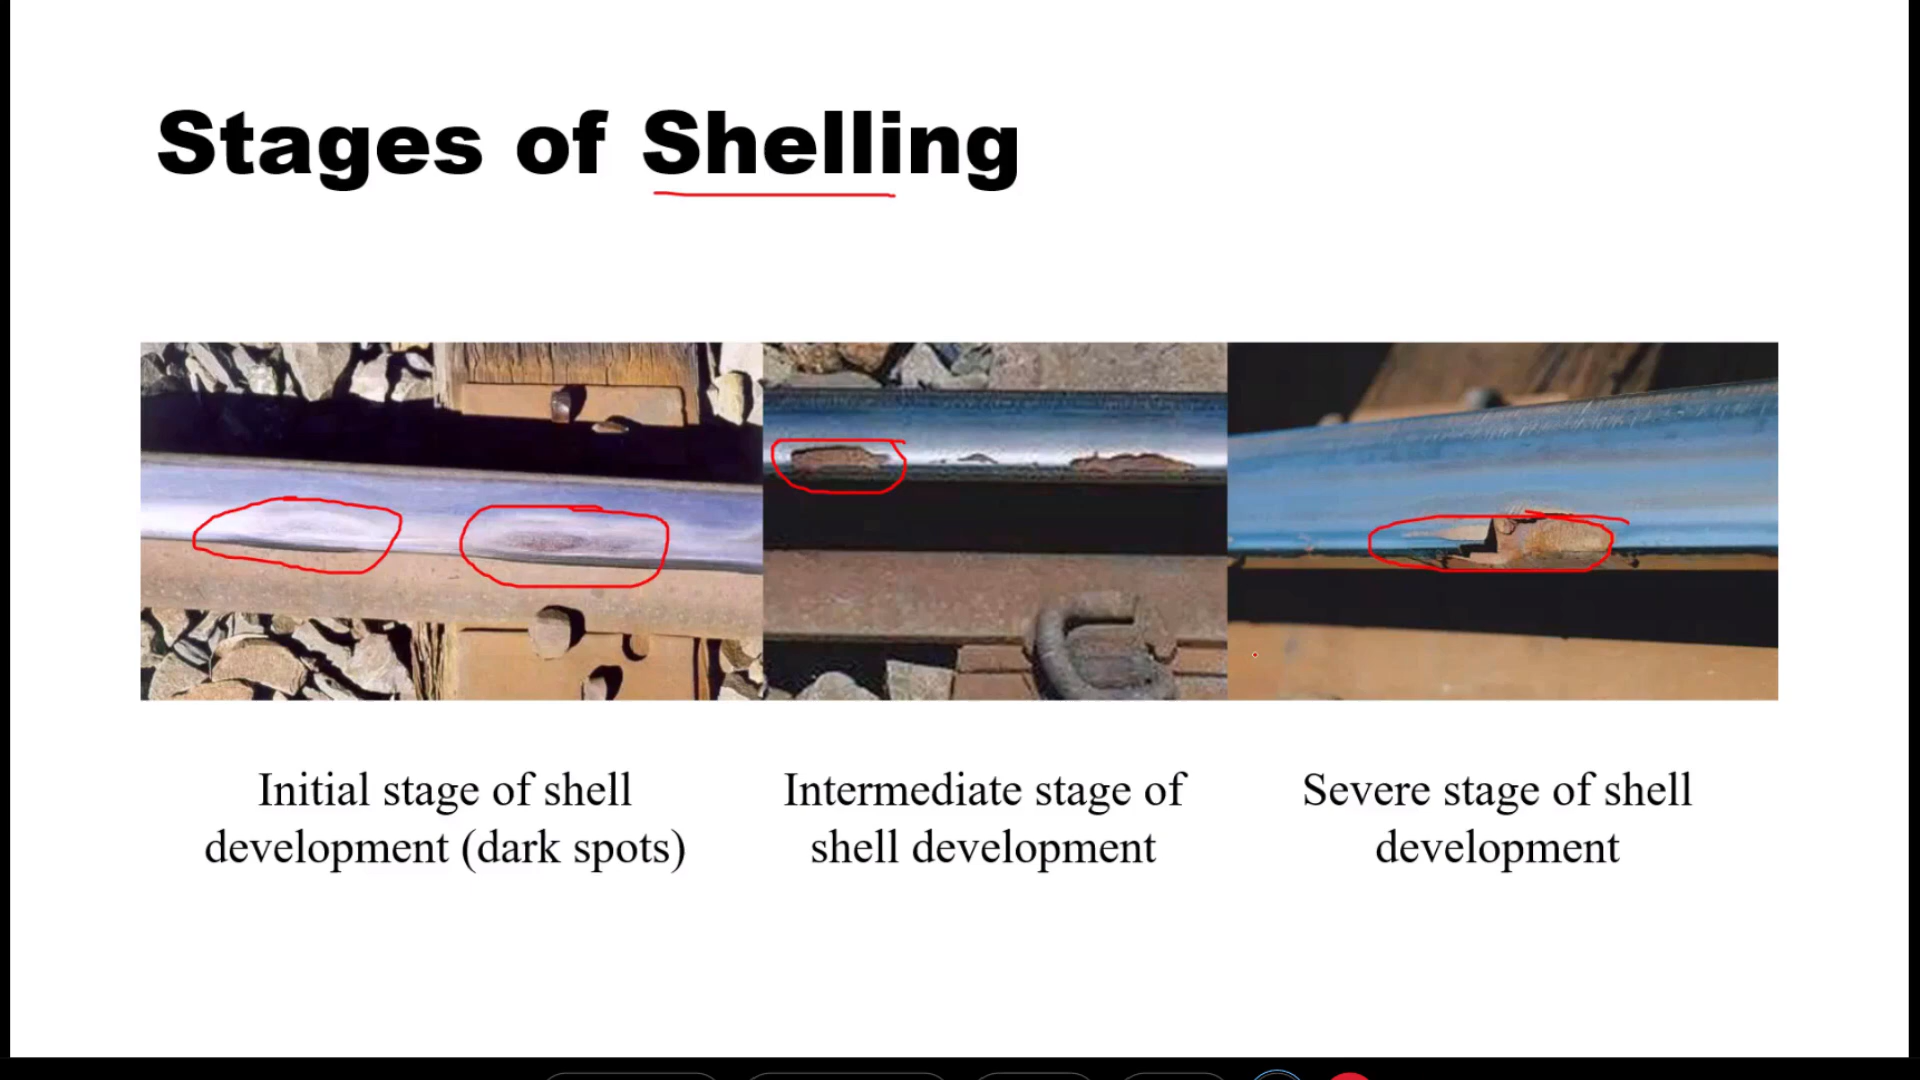 Stages of Shelling
Initial stage of shell
development (dark spots)
Intermediate stage of
shell development
Severe stage of shell
development